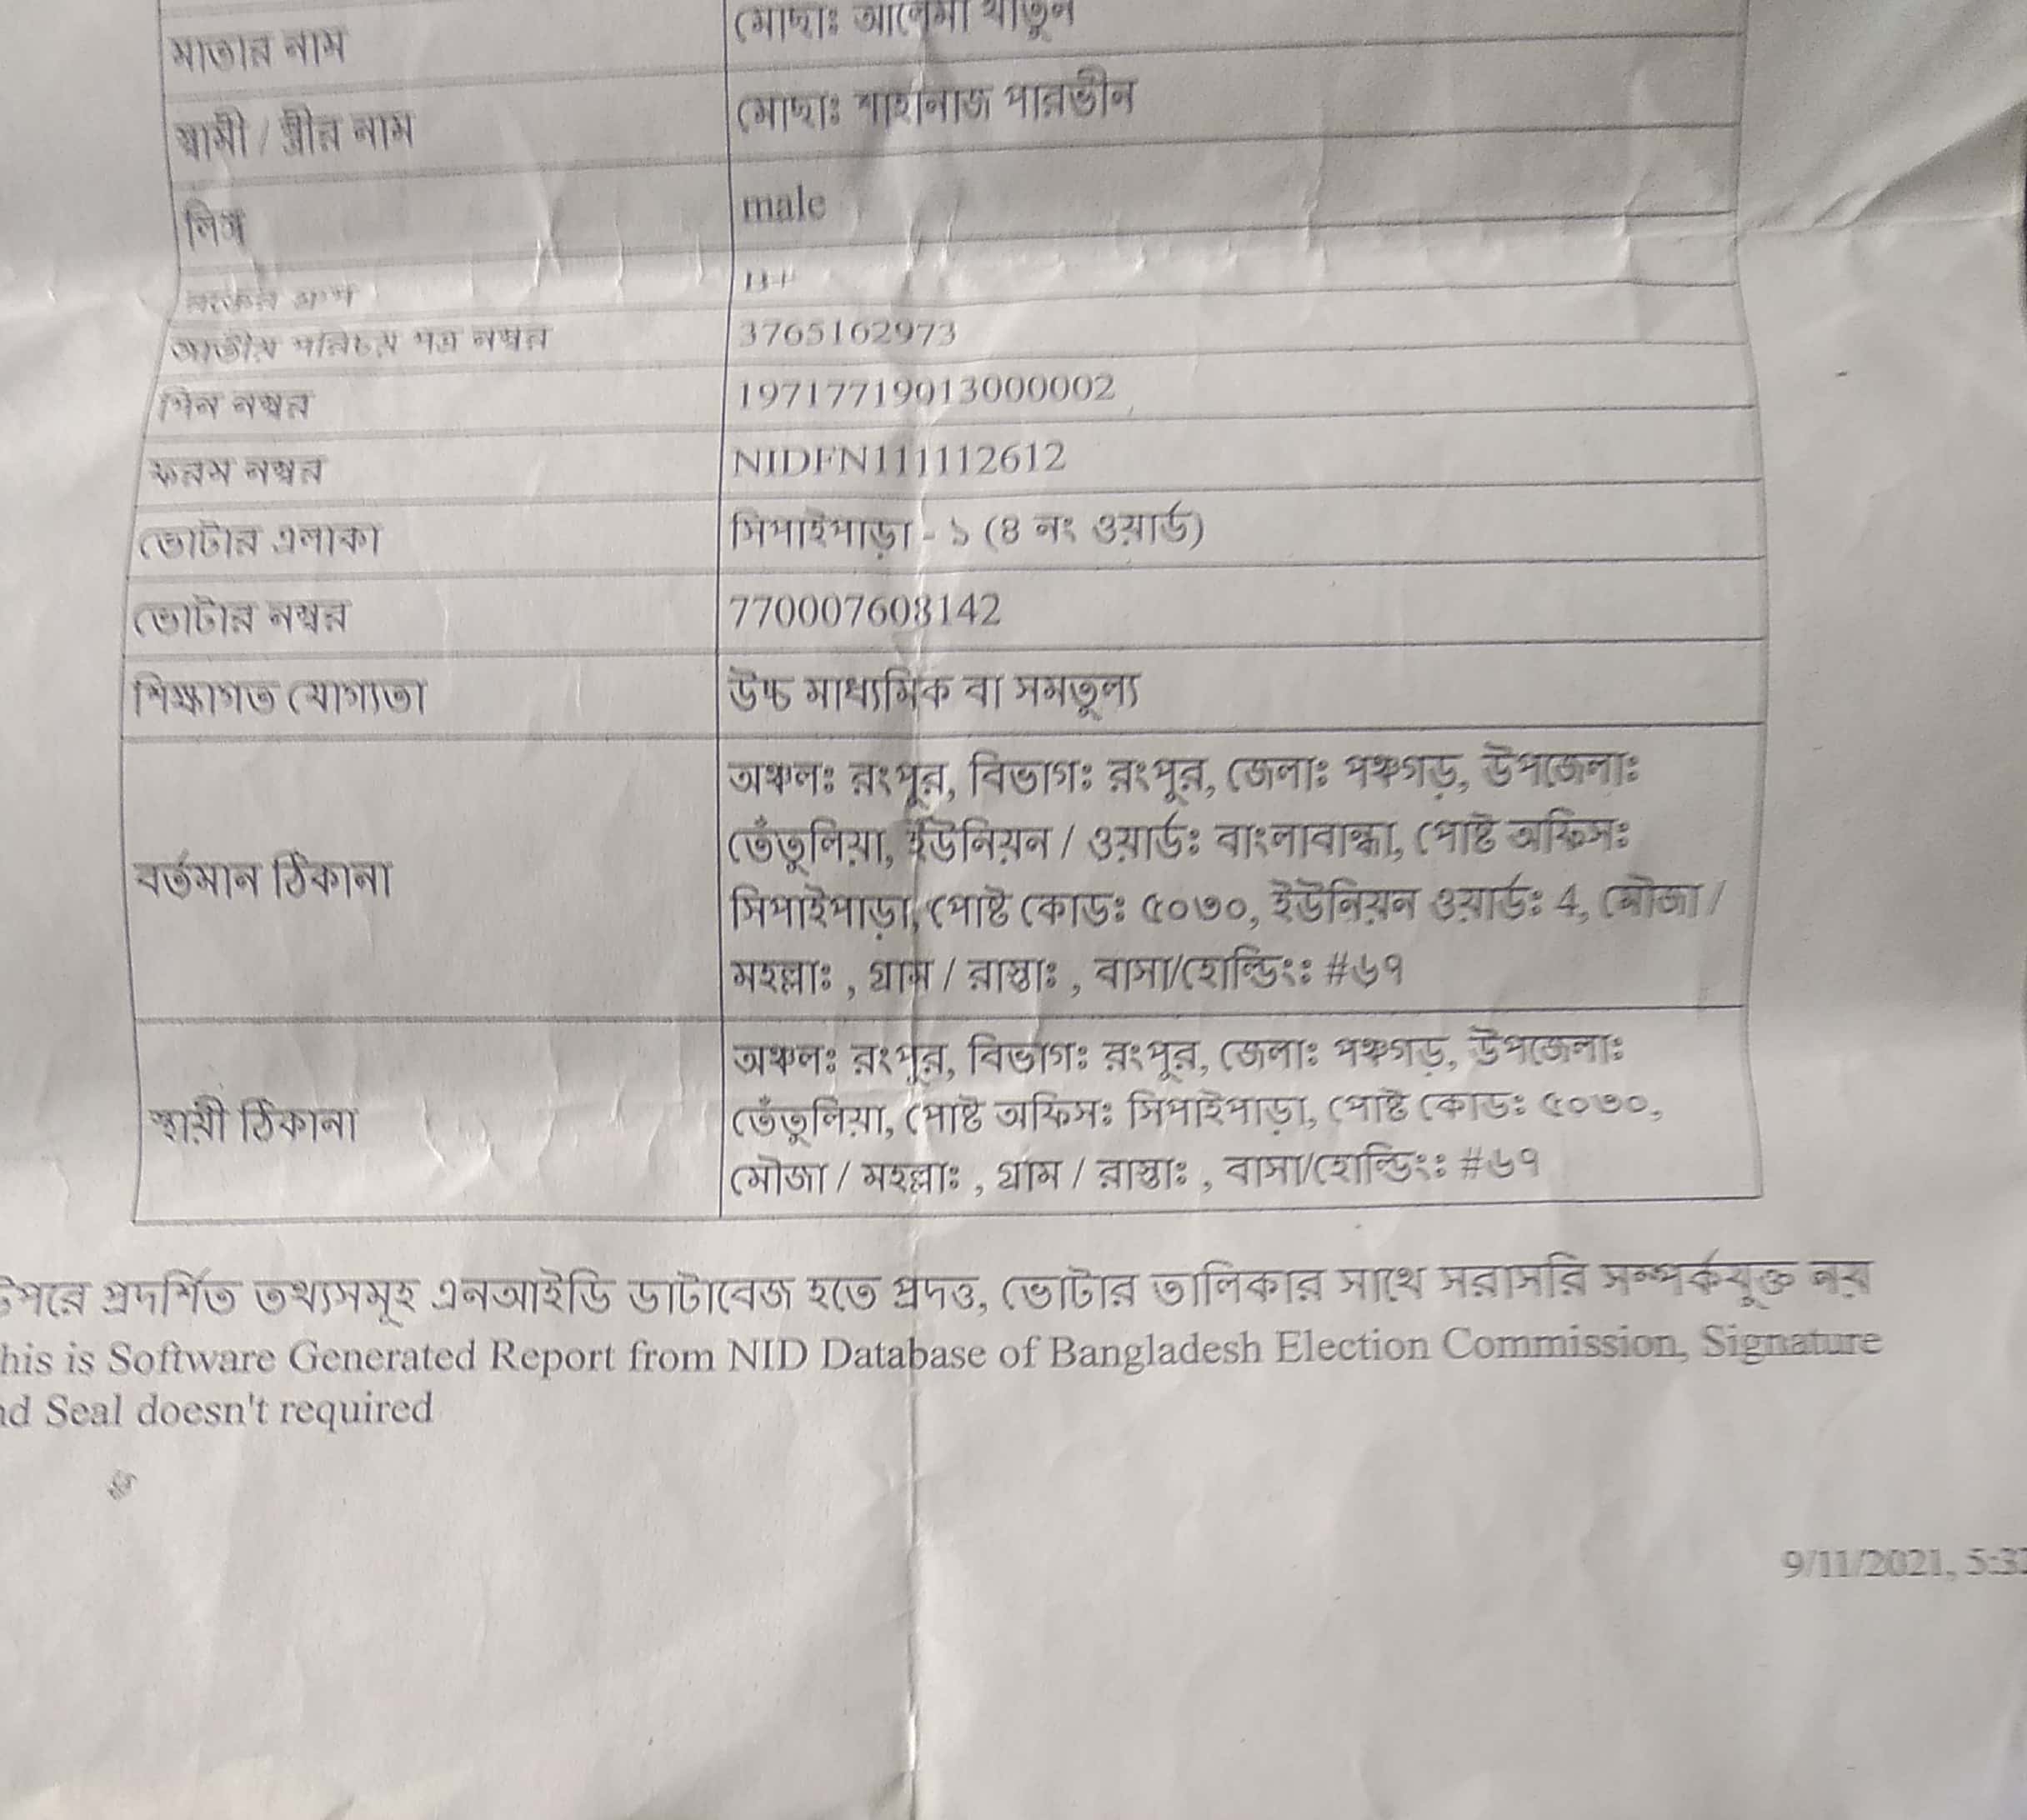 মাতার নাম মোছাঃ আলেমা খাতুন
স্বামী / স্ত্রীর নাম মোছাঃ শাহানাজ পারভীন
লিঙ্গ male
রক্তের গ্রুপ B+
জাতীয় পরিচয় পত্র নম্বর 3765162973
পিন নম্বর 19717719013000002
ফরম নম্বর NIDFN111112612
ভোটার এলাকা সিপাইপাড়া - ১ (৪ নং ওয়ার্ড)
ভোটার নম্বর 770007608142
শিক্ষাগত যোগ্যতা উচ্চ মাধ্যমিক বা সমতুল্য
অঞ্চলঃ রংপুর, বিভাগঃ রংপুর, জেলাঃ পঞ্চগড়, উপজেলাঃ
তেঁতুলিয়া, ইউনিয়ন / ওয়ার্ডঃ বাংলাবান্ধা, পোষ্ট অফিসঃ
বর্তমান ঠিকানা
সিপাইপাড়া, পোষ্ট কোডঃ ৫০৩০, ইউনিয়ন ওয়ার্ডঃ 4, মৌজা /
মহল্লাঃ , গ্রাম / রাস্তাঃ , বাসা/হোল্ডিংঃ #৬৭
অঞ্চলঃ রংপুর, বিভাগঃ রংপুর, জেলাঃ পঞ্চগড়, উপজেলাঃ
স্থায়ী ঠিকানা তেঁতুলিয়া, পোষ্ট অফিসঃ সিপাইপাড়া, পোষ্ট কোডঃ ৫০৩০,
মৌজা / মহল্লাঃ , গ্রাম / রাস্তাঃ , বাসা/হোল্ডিংঃ #৬৭
উপরে প্রদর্শিত তথ্যসমূহ এনআইডি ডাটাবেজ হতে প্রদত্ত, ভোটার তালিকার সাথে সরাসরি সম্পর্কযুক্ত নয়
his is Software Generated Report from NID Database of Bangladesh Election Commission, Signature
nd Seal doesn't required
9/11/2021, 5:32